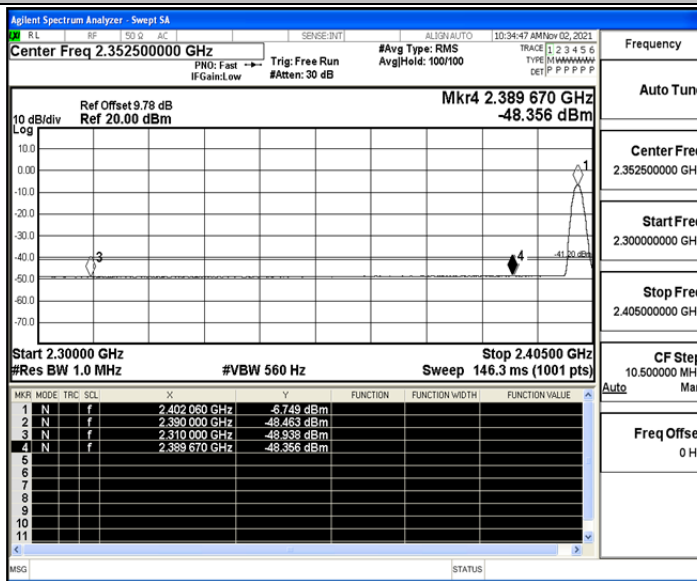 Agilent Spectrum Analyzer - Swept SA
LXI RL RF 50 Ω AC SENSE:INT ALIGN AUTO 10:34:47 AM Nov 02, 2021
Center Freq 2.352500000 GHz
PNO: Fast
IFGain:Low
Trig: Free Run
#Atten: 30 dB
#Avg Type: RMS
Avg|Hold: 100/100
TRACE 1 2 3 4 5 6
TYPE M WWWWW
DET P P P P P P
Mkr4 2.389 670 GHz
-48.356 dBm
Ref Offset 9.78 dB
10 dB/div Ref 20.00 dBm
Log
10.0
0.00
-10.0
-20.0
-30.0
-40.0
-50.0
-60.0
-70.0
1
3
4
-41.20 dBm
Start 2.30000 GHz Stop 2.40500 GHz
#Res BW 1.0 MHz #VBW 560 Hz Sweep 146.3 ms (1001 pts)
MKR MODE TRC SCL X Y FUNCTION FUNCTION WIDTH FUNCTION VALUE
1 N f 2.402 060 GHz -6.749 dBm
2 N f 2.390 000 GHz -48.463 dBm
3 N f 2.310 000 GHz -48.938 dBm
4 N f 2.389 670 GHz -48.356 dBm
5
6
7
8
9
10
11
MSG STATUS
Frequency
Auto Tun
Center Fre
2.352500000 GH
Start Fre
2.300000000 GH
Stop Fre
2.405000000 GH
CF Step
10.500000 MH
Auto Ma
Freq Offse
0 H